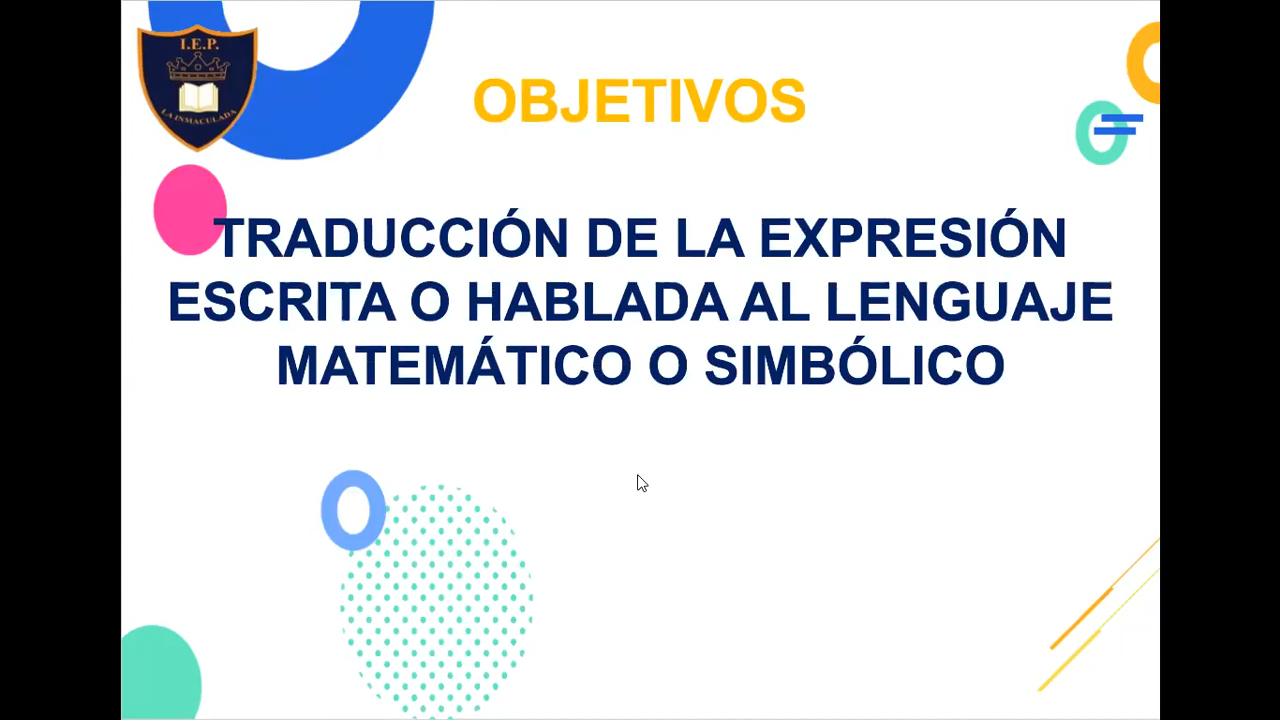 I.E.P.
LA INMACULADA
OBJETIVOS
TRADUCCIÓN DE LA EXPRESIÓN
ESCRITA O HABLADA AL LENGUAJE
MATEMÁTICO O SIMBÓLICO